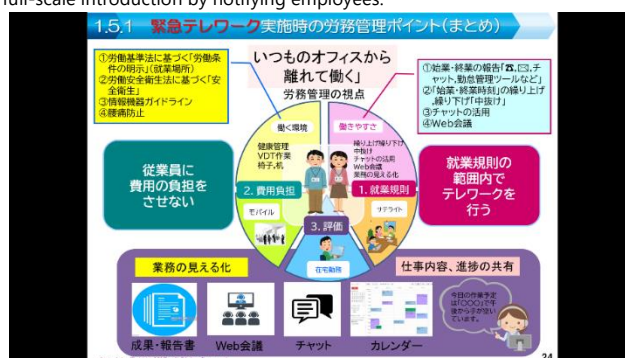 full-scale introduction by notifying employees.
1.5.1 緊急テレワーク実施時の労務管理ポイント(まとめ)
①労働基準法に基づく「労働条
件の明示」(就業場所)
②労働安全衛生法に基づく「安
全衛生」
③情報機器ガイドライン
④腰痛防止
いつものオフィスから
離れて働く」
労務管理の視点
①始業・終業の報告「☎,✉,チ
ャット,勤怠管理ツールなど」
②「始業・終業時刻」の繰り上げ
,繰り下げ「中抜け」
③チャットの活用
④Web会議
働く環境
健康管理
VDT作業
椅子,机
働きやすさ
繰り上げ繰り下げ
中抜け
チャットの活用
Web会議
業務の見える化
従業員に
費用の負担を
させない
2.費用負担
1.就業規則
就業規則の
範囲内で
テレワークを
行う
モバイル
サテライト
3.評価
在宅勤務
業務の見える化
仕事内容、進捗の共有
今日の作業予定
は「〇〇〇」で午
後から子が空い
ています。
成果・報告書
Web会議
チャット
カレンダー
24